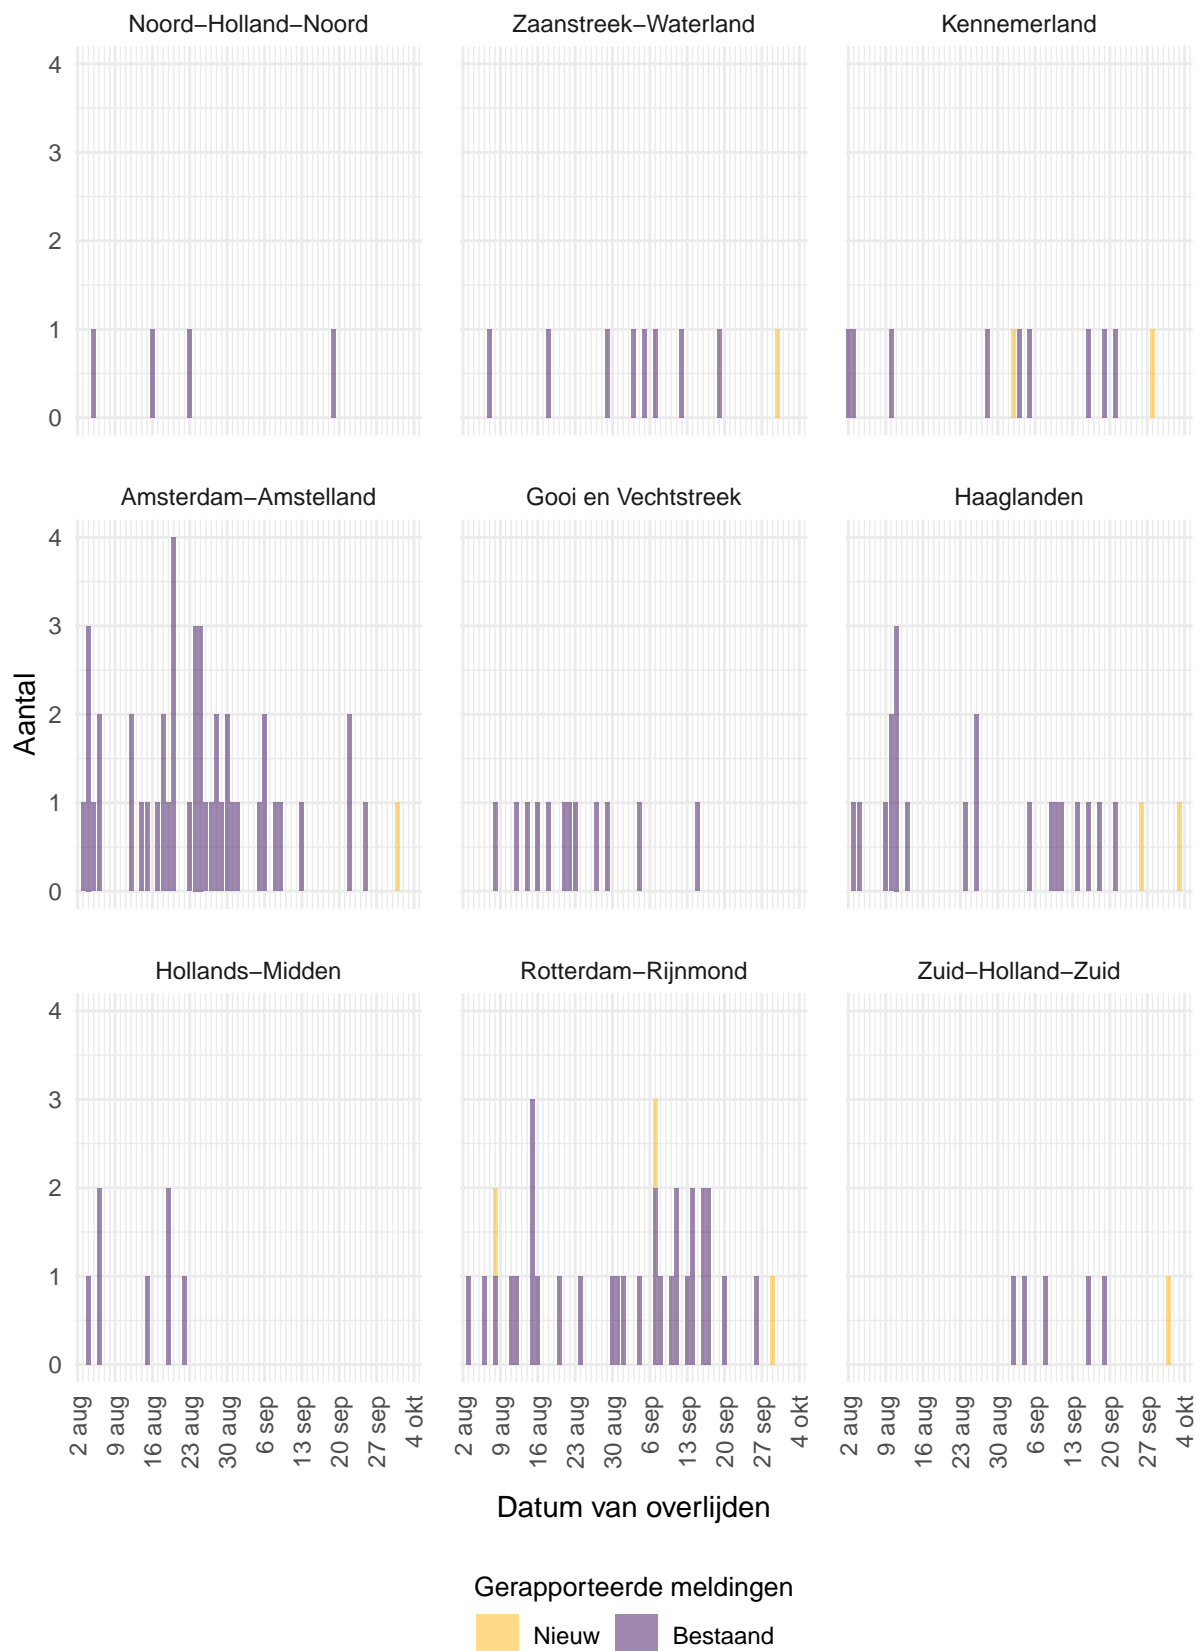 Noord−Holland−Noord Zaanstreek−Waterland Kennemerland
4
3
2
1
0
Amsterdam−Amstelland Gooi en Vechtstreek Haaglanden
4
3
2
1
0
Hollands−Midden Rotterdam−Rijnmond Zuid−Holland−Zuid
4
3
2
1
0
Aantal
2 aug 9 aug 16 aug 23 aug 30 aug 6 sep 13 sep 20 sep 27 sep 4 okt
2 aug 9 aug 16 aug 23 aug 30 aug 6 sep 13 sep 20 sep 27 sep 4 okt
2 aug 9 aug 16 aug 23 aug 30 aug 6 sep 13 sep 20 sep 27 sep 4 okt
Datum van overlijden
Gerapporteerde meldingen
Nieuw Bestaand